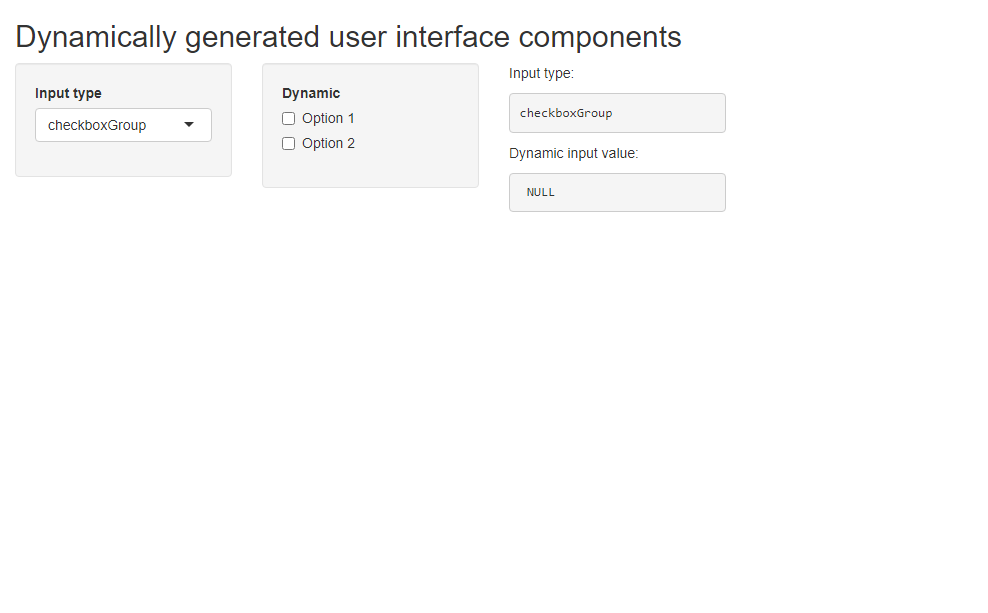 Dynamically generated user interface components
Input type
checkboxGroup
Dynamic
Option 1
Option 2
Input type:
checkboxGroup
Dynamic input value:
NULL